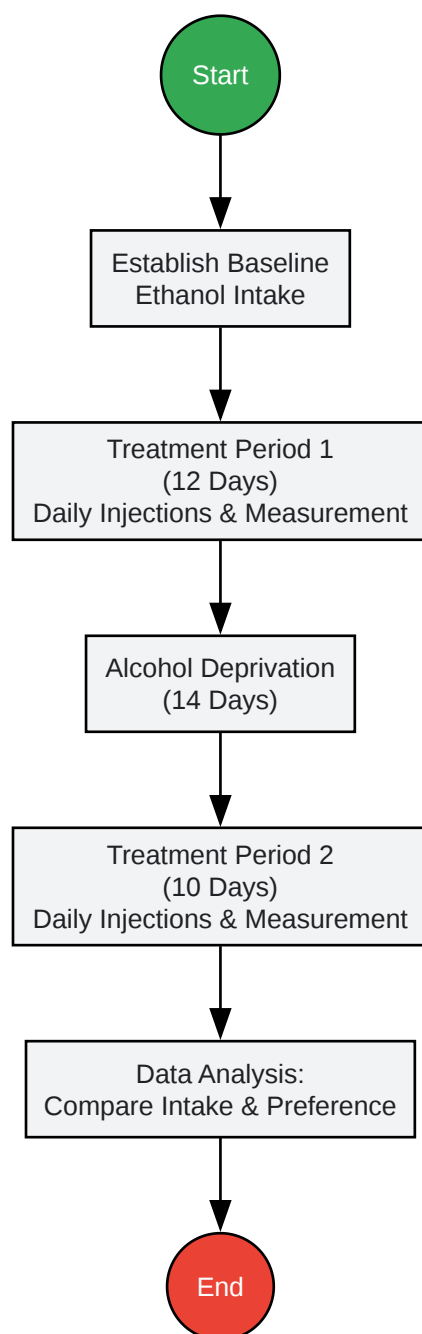 Start
Establish Baseline
Ethanol Intake
Treatment Period 1
(12 Days)
Daily Injections & Measurement
Alcohol Deprivation
(14 Days)
Treatment Period 2
(10 Days)
Daily Injections & Measurement
Data Analysis:
Compare Intake & Preference
End